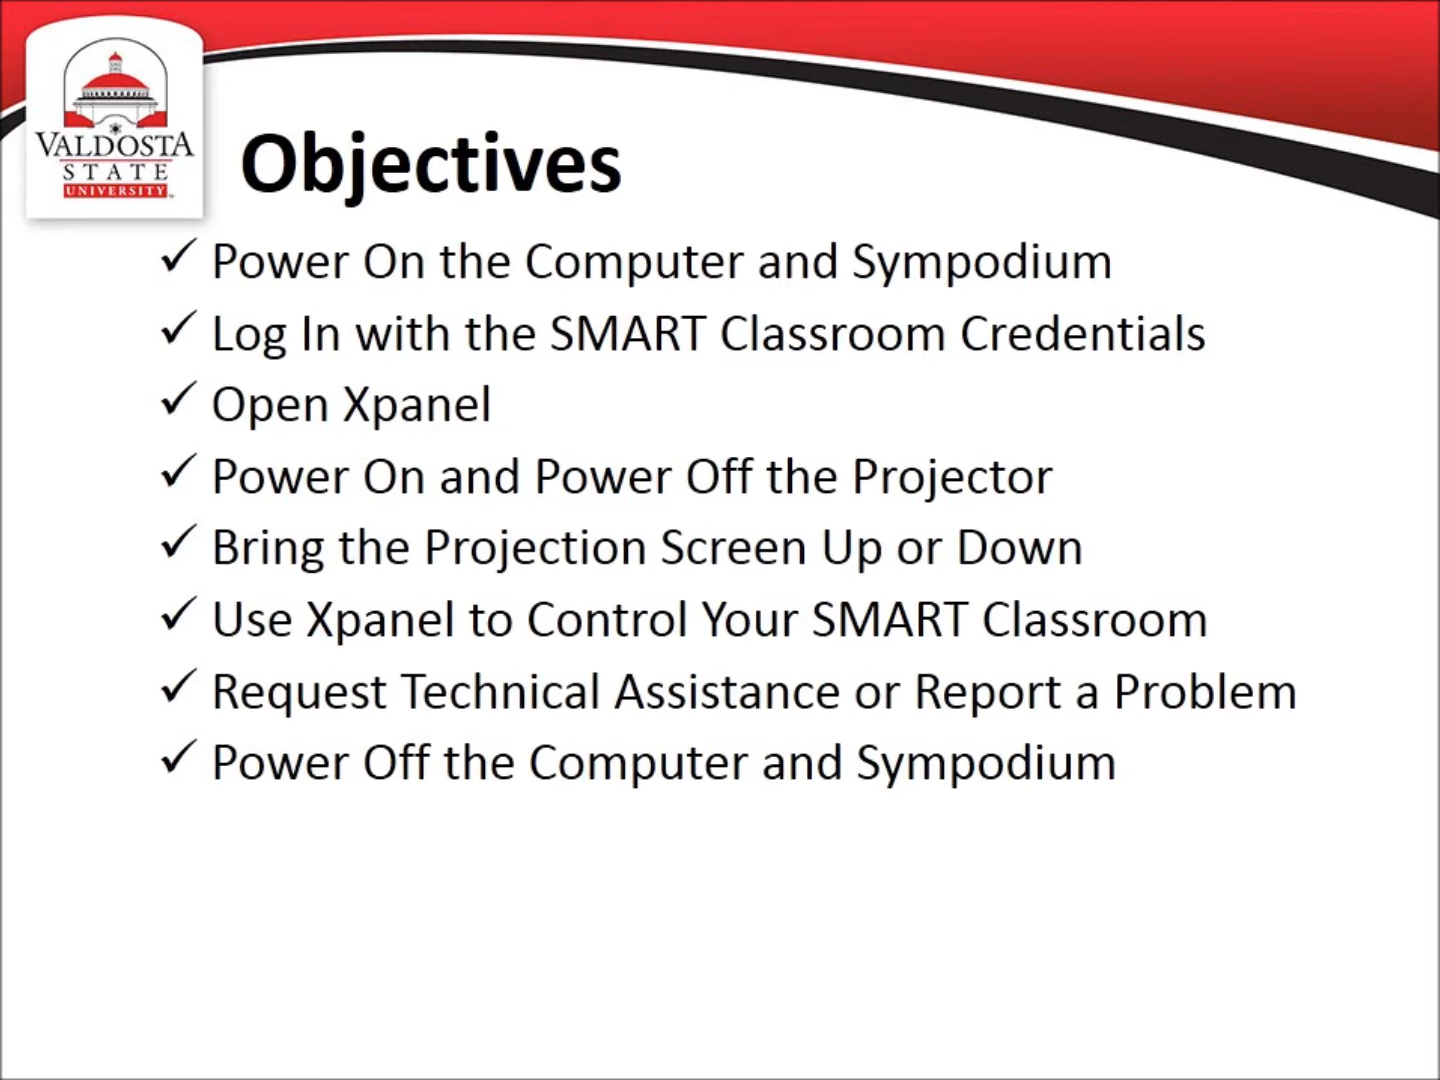 VALDOSTA
STATE
UNIVERSITY
Objectives
✓ Power On the Computer and Sympodium
✓ Log In with the SMART Classroom Credentials
✓ Open Xpanel
✓ Power On and Power Off the Projector
✓ Bring the Projection Screen Up or Down
✓ Use Xpanel to Control Your SMART Classroom
✓ Request Technical Assistance or Report a Problem
✓ Power Off the Computer and Sympodium